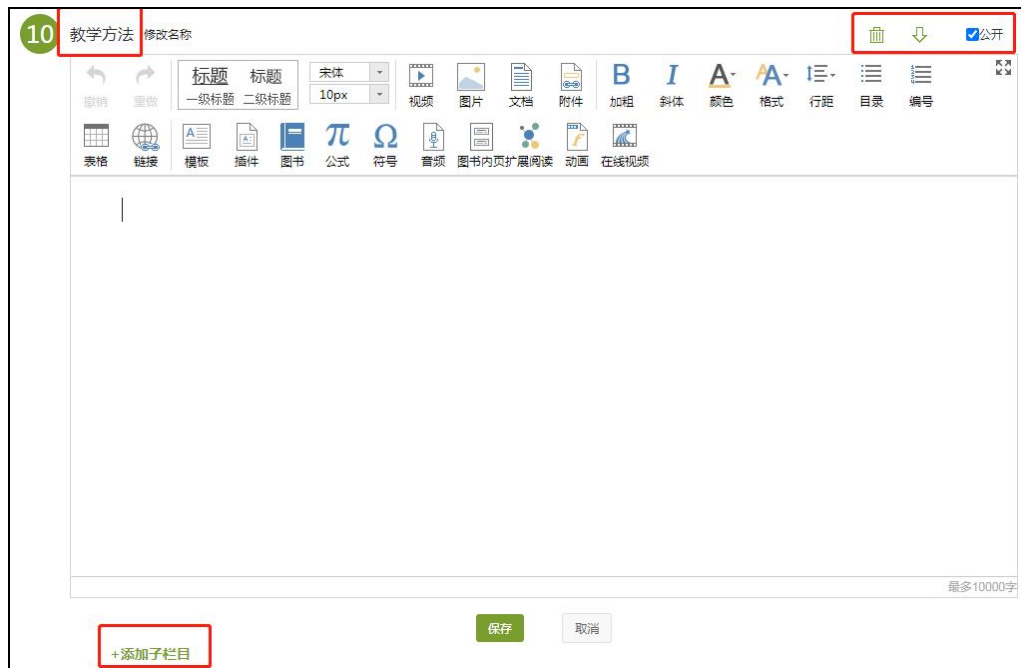 10 教学方法 修改名称 公开
标题 标题 宋体
一级标题 二级标题 10px
撤销 重做 视频 图片 文档 附件 加粗 斜体 颜色 格式 行距 目录 编号
表格 链接 模板 插件 图书 公式 符号 音频 图书内页 扩展阅读 动画 在线视频
最多10000字
保存 取消
+添加子栏目